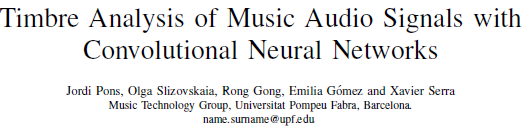 Timbre Analysis of Music Audio Signals with
Convolutional Neural Networks
Jordi Pons, Olga Slizovskaia, Rong Gong, Emilia Gómez and Xavier Serra
Music Technology Group, Universitat Pompeu Fabra, Barcelona.
name.surname@upf.edu